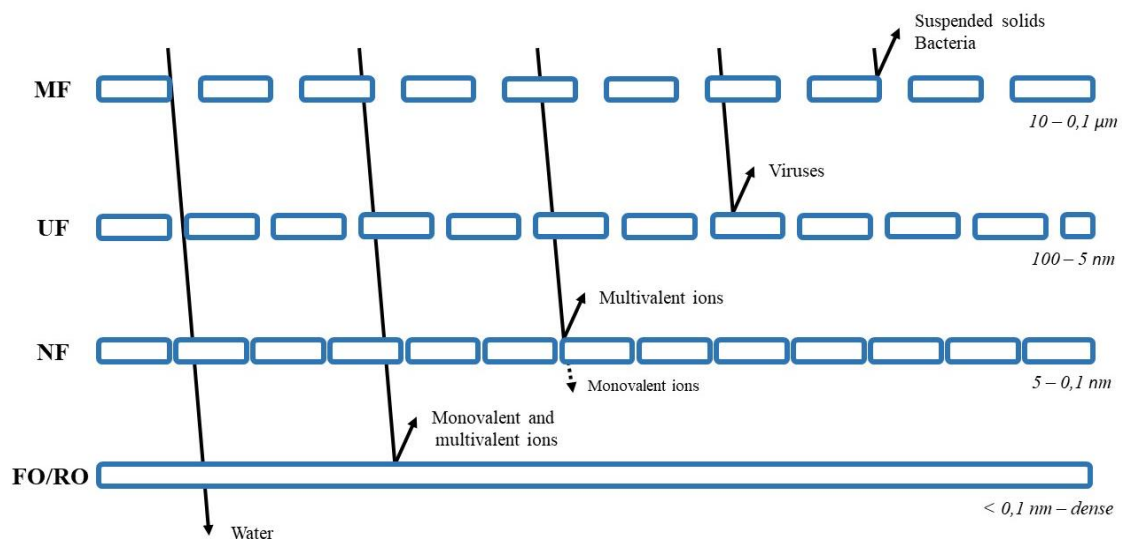 Suspended solids
Bacteria
MF
10 – 0,1 µm
Viruses
UF
100 – 5 nm
Multivalent ions
NF
Monovalent ions
5 – 0,1 nm
Monovalent and
multivalent ions
FO/RO
< 0,1 nm – dense
Water